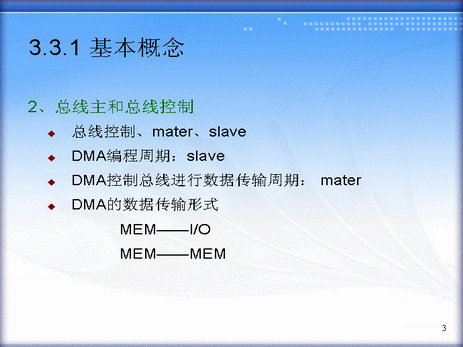 3.3.1 基本概念
2、总线主和总线控制
总线控制、mater、slave
DMA编程周期：slave
DMA控制总线进行数据传输周期： mater
DMA的数据传输形式
MEM——I/O
MEM——MEM
3